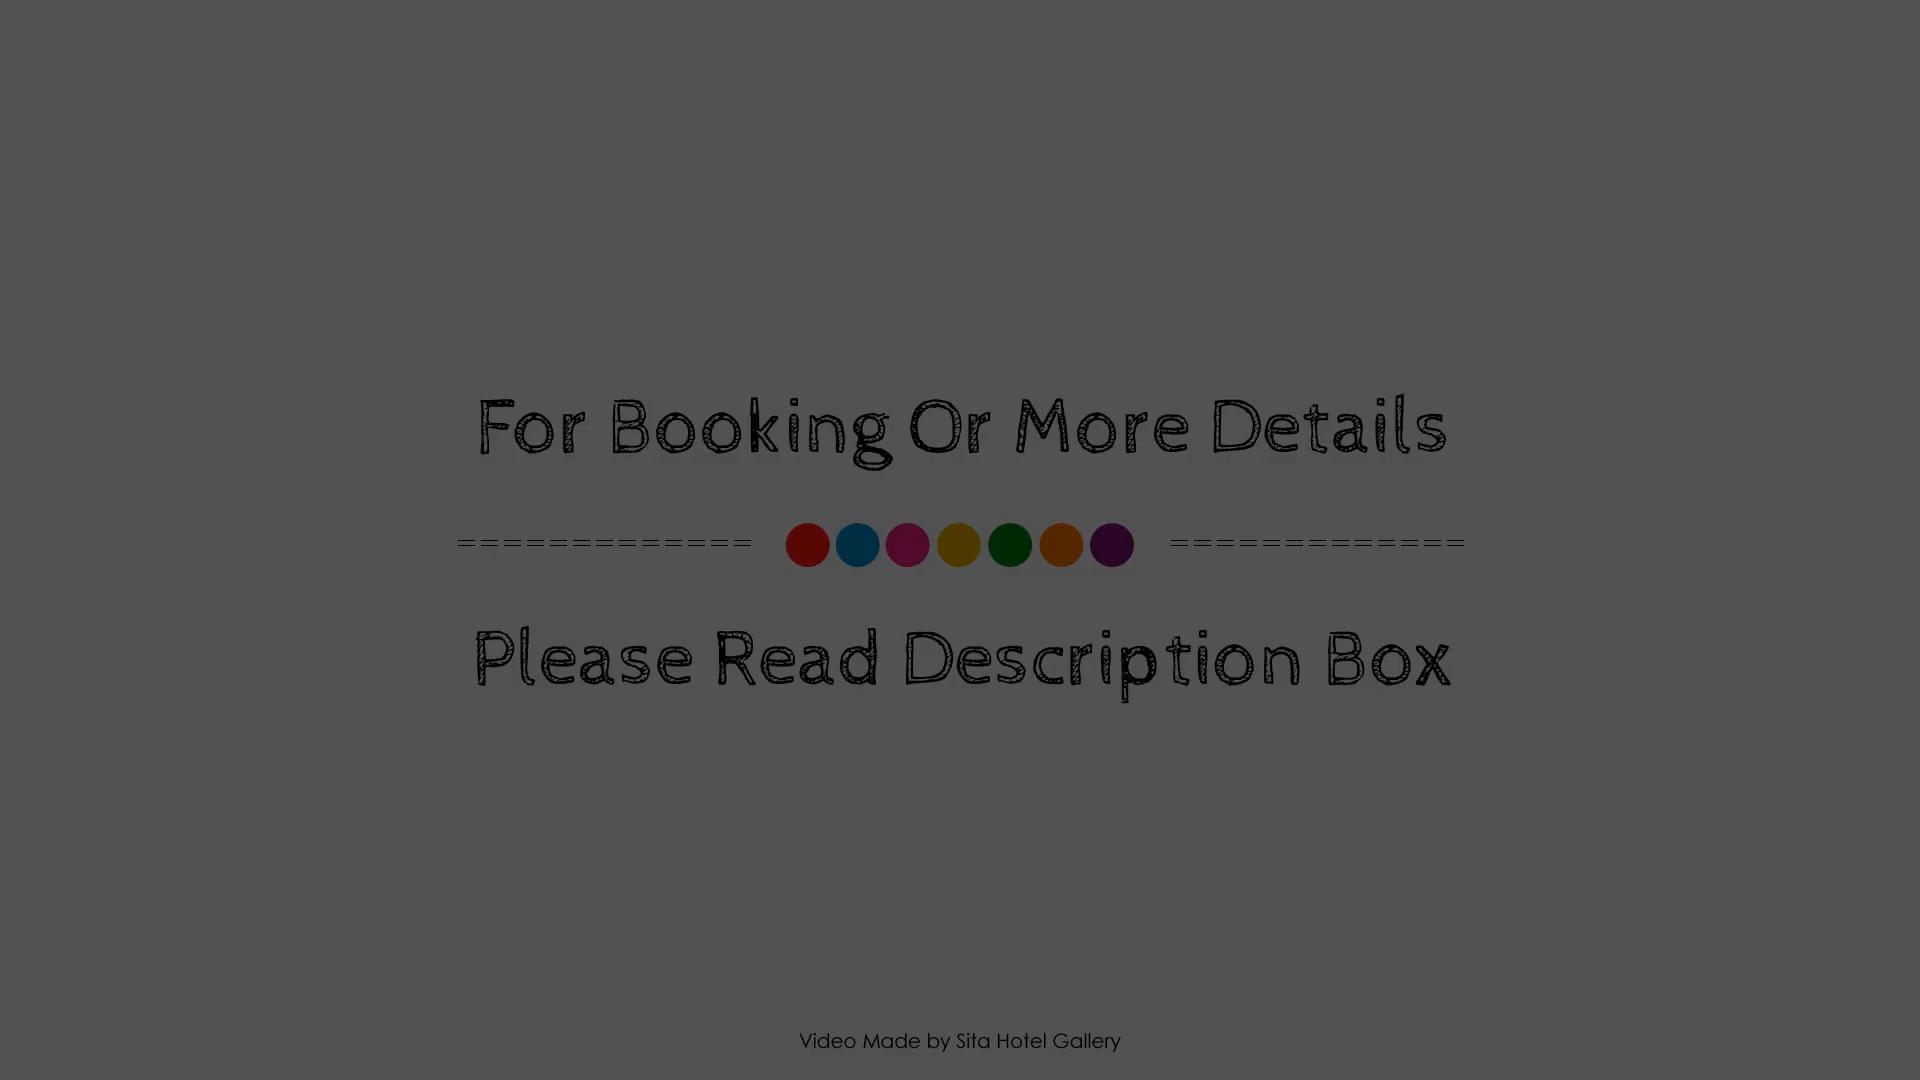 For Booking Or More Details
============= =============
Please Read Description Box
Video Made by Sita Hotel Gallery